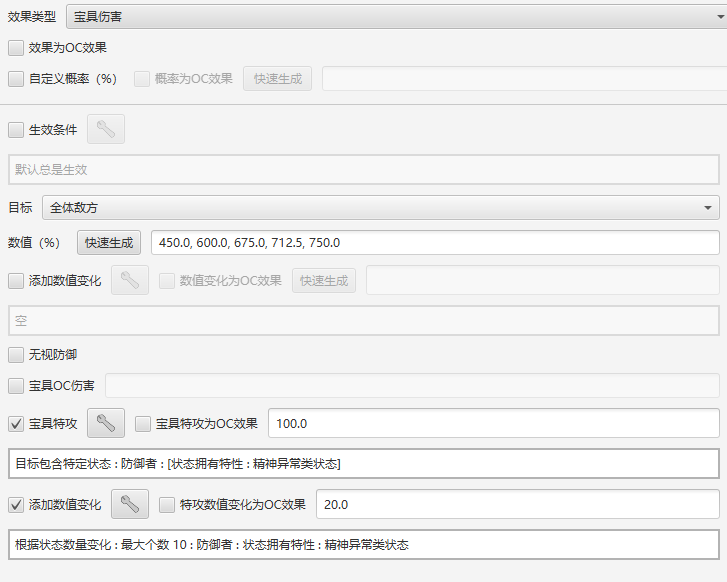 效果类型 宝具伤害
效果为OC效果
自定义概率（%） 概率为OC效果 快速生成
生效条件
默认总是生效
目标 全体敌方
数值（%） 快速生成 450.0, 600.0, 675.0, 712.5, 750.0
添加数值变化 数值变化为OC效果 快速生成
空
无视防御
宝具OC伤害
宝具特攻 宝具特攻为OC效果 100.0
目标包含特定状态 : 防御者 : [状态拥有特性 : 精神异常类状态]
添加数值变化 特攻数值变化为OC效果 20.0
根据状态数量变化 : 最大个数 10 : 防御者 : 状态拥有特性 : 精神异常类状态